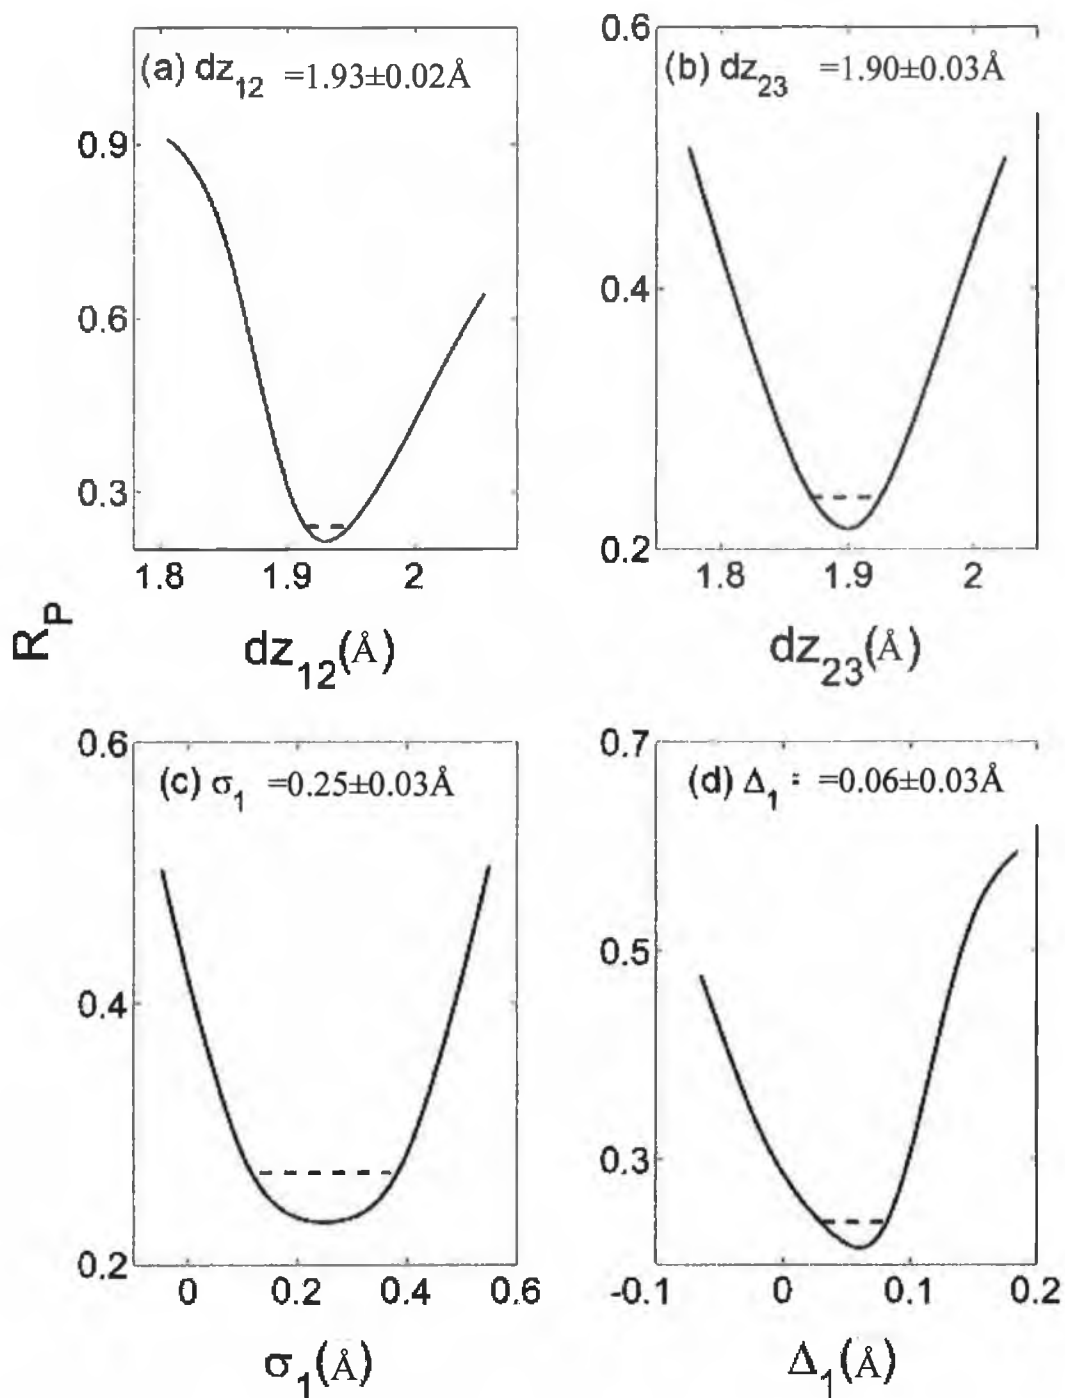 (a) dz12 =1.93±0.02Å
0.9
0.6
0.3
1.8 1.9 2
dz12(Å)
(b) dz23 =1.90±0.03Å
0.6
0.4
0.2
1.8 1.9 2
dz23(Å)
RP
(c) σ1 =0.25±0.03Å
0.6
0.4
0.2
0 0.2 0.4 0.6
σ1(Å)
(d) Δ1 = =0.06±0.03Å
0.7
0.5
0.3
-0.1 0 0.1 0.2
Δ1(Å)